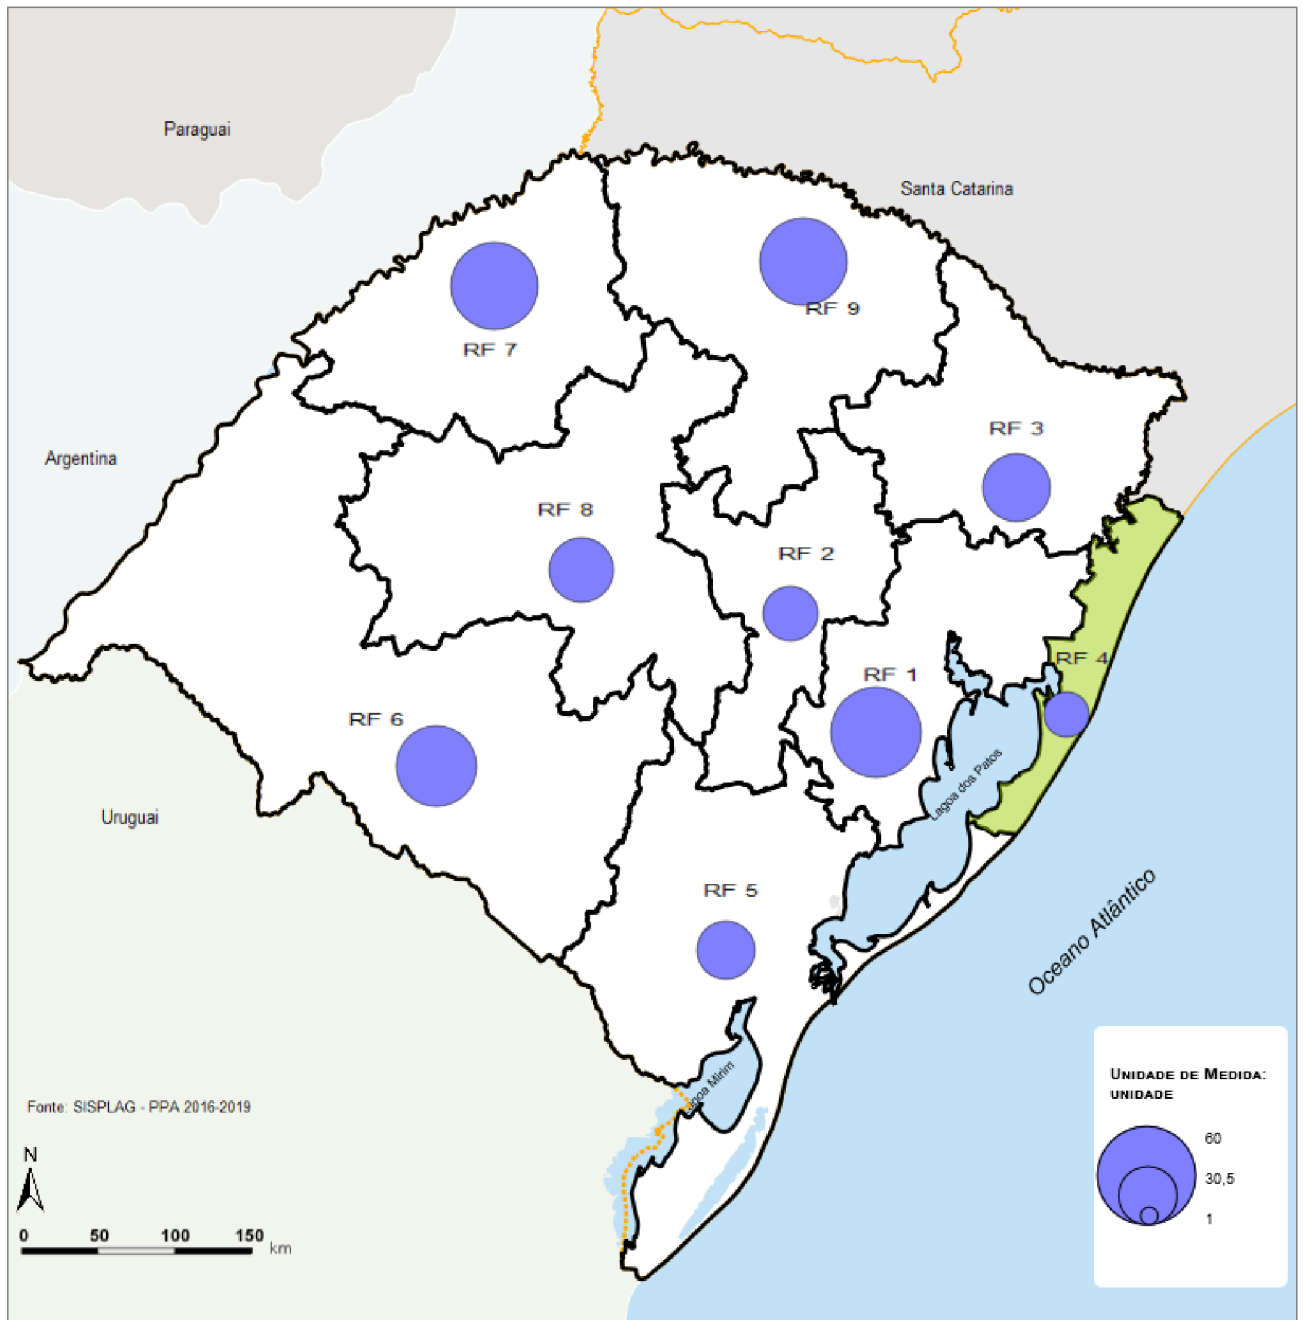 Paraguai
Santa Catarina
RF 9
RF 7
RF 3
Argentina
RF 8
RF 2
RF 4
RF 1
RF 6
Lagoa dos Patos
Uruguai
RF 5
Oceano Atlântico
Lagoa Mirim
UNIDADE DE MEDIDA:
UNIDADE
60
30,5
1
Fonte: SISPLAG - PPA 2016-2019
N
0 50 100 150
km